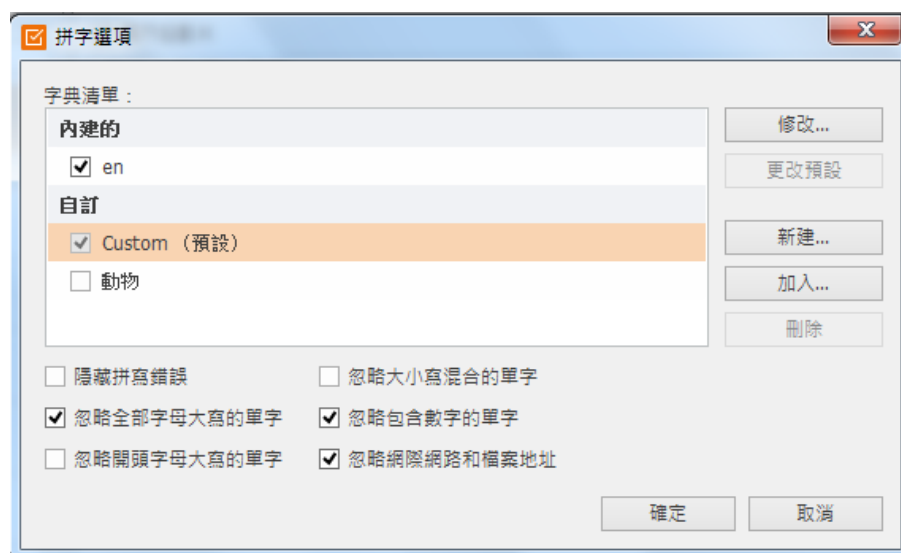 拼字選項
字典清單：
內建的
en
自訂
Custom （預設）
動物
修改...
更改預設
新建...
加入...
刪除
隱藏拼寫錯誤
忽略大小寫混合的單字
忽略全部字母大寫的單字
忽略包含數字的單字
忽略開頭字母大寫的單字
忽略網際網路和檔案地址
確定
取消